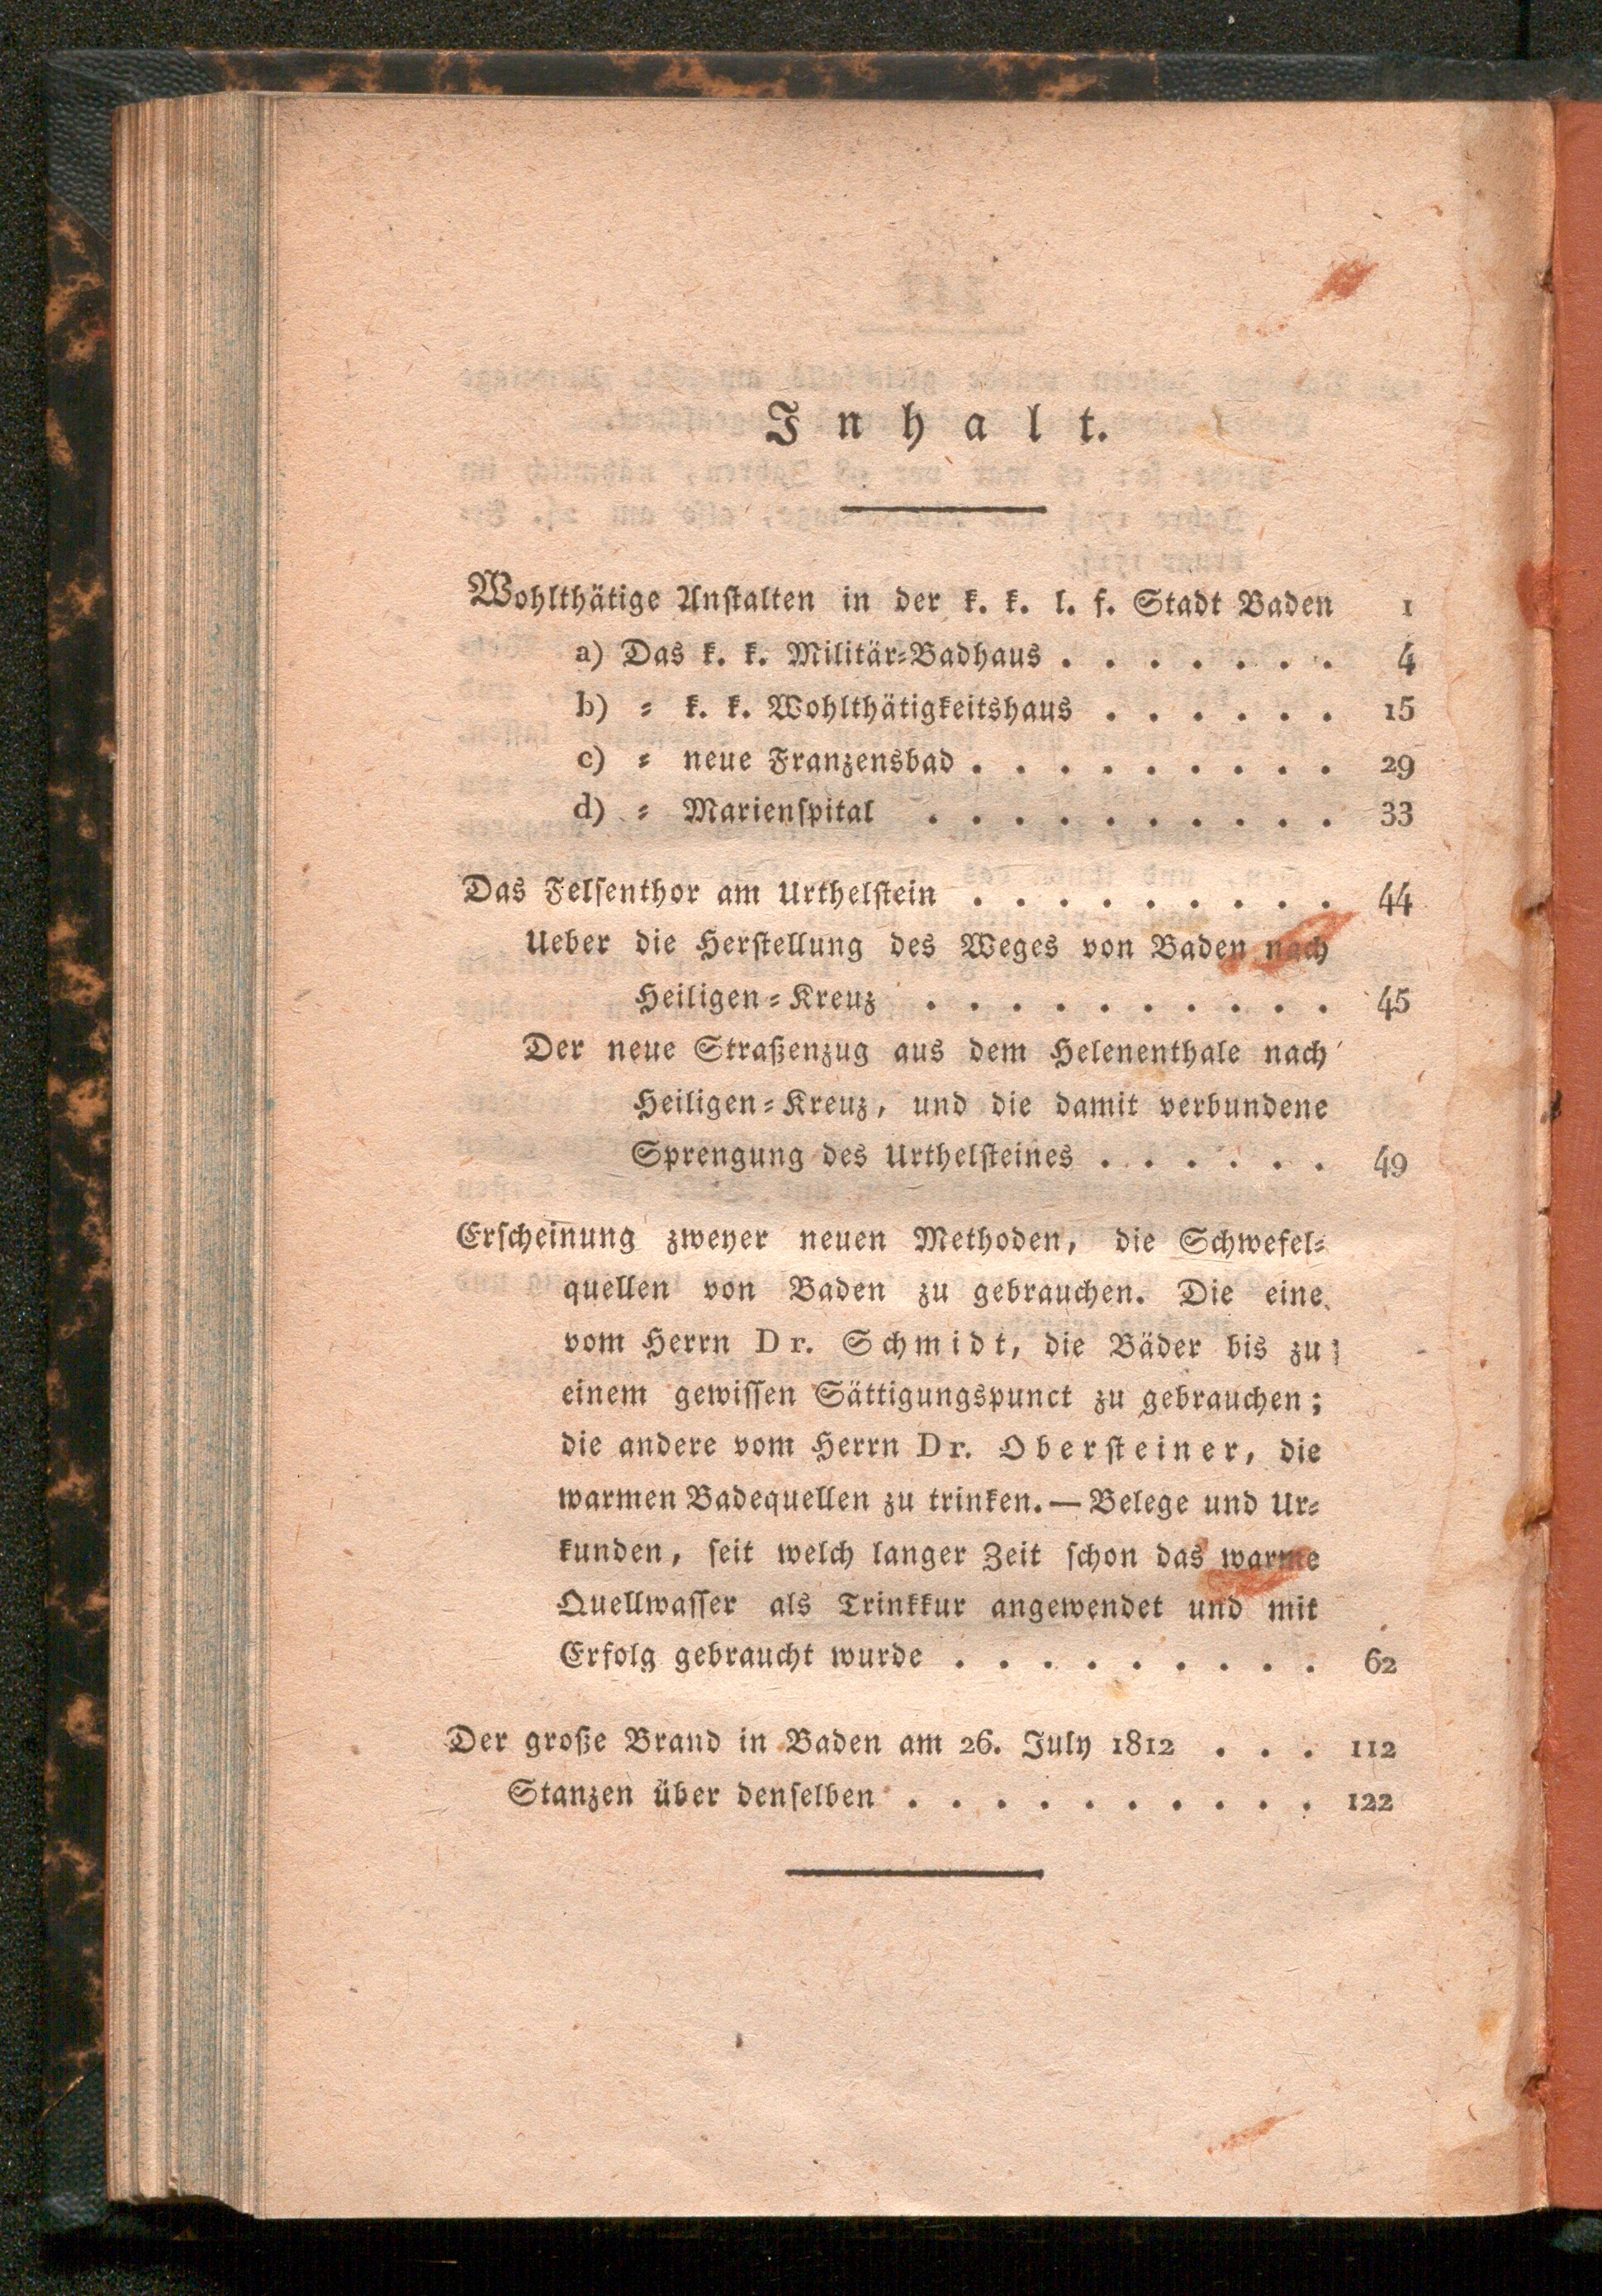 Inhalt.
Wohlthätige Anstalten in der k. k. l. f. Stadt Baden 1
a) Das k. k. Militär-Badhaus . . . . . . . 4
b) = k. k. Wohlthätigkeitshaus . . . . . . 15
c) = neue Franzensbad . . . . . . . . . 29
d) = Marienspital . . . . . . . . . . 33
Das Felsenthor am Urthelstein . . . . . . . . . 44
Ueber die Herstellung des Weges von Baden nach
Heiligen-Kreuz . . . . . . . . . . 45
Der neue Straßenzug aus dem Helenenthale nach
Heiligen-Kreuz, und die damit verbundene
Sprengung des Urthelsteines . . . . . . 49
Erscheinung zweyer neuen Methoden, die Schwefel-
quellen von Baden zu gebrauchen. Die eine
vom Herrn Dr. Schmidt, die Bäder bis zu
einem gewissen Sättigungspunct zu gebrauchen;
die andere vom Herrn Dr. Obersteiner, die
warmen Badequellen zu trinken. — Belege und Ur-
kunden, seit welch langer Zeit schon das warme
Quellwasser als Trinkkur angewendet und mit
Erfolg gebraucht wurde . . . . . . . . . 62
Der große Brand in Baden am 26. July 1812 . . . 112
Stanzen über denselben . . . . . . . . . . 122